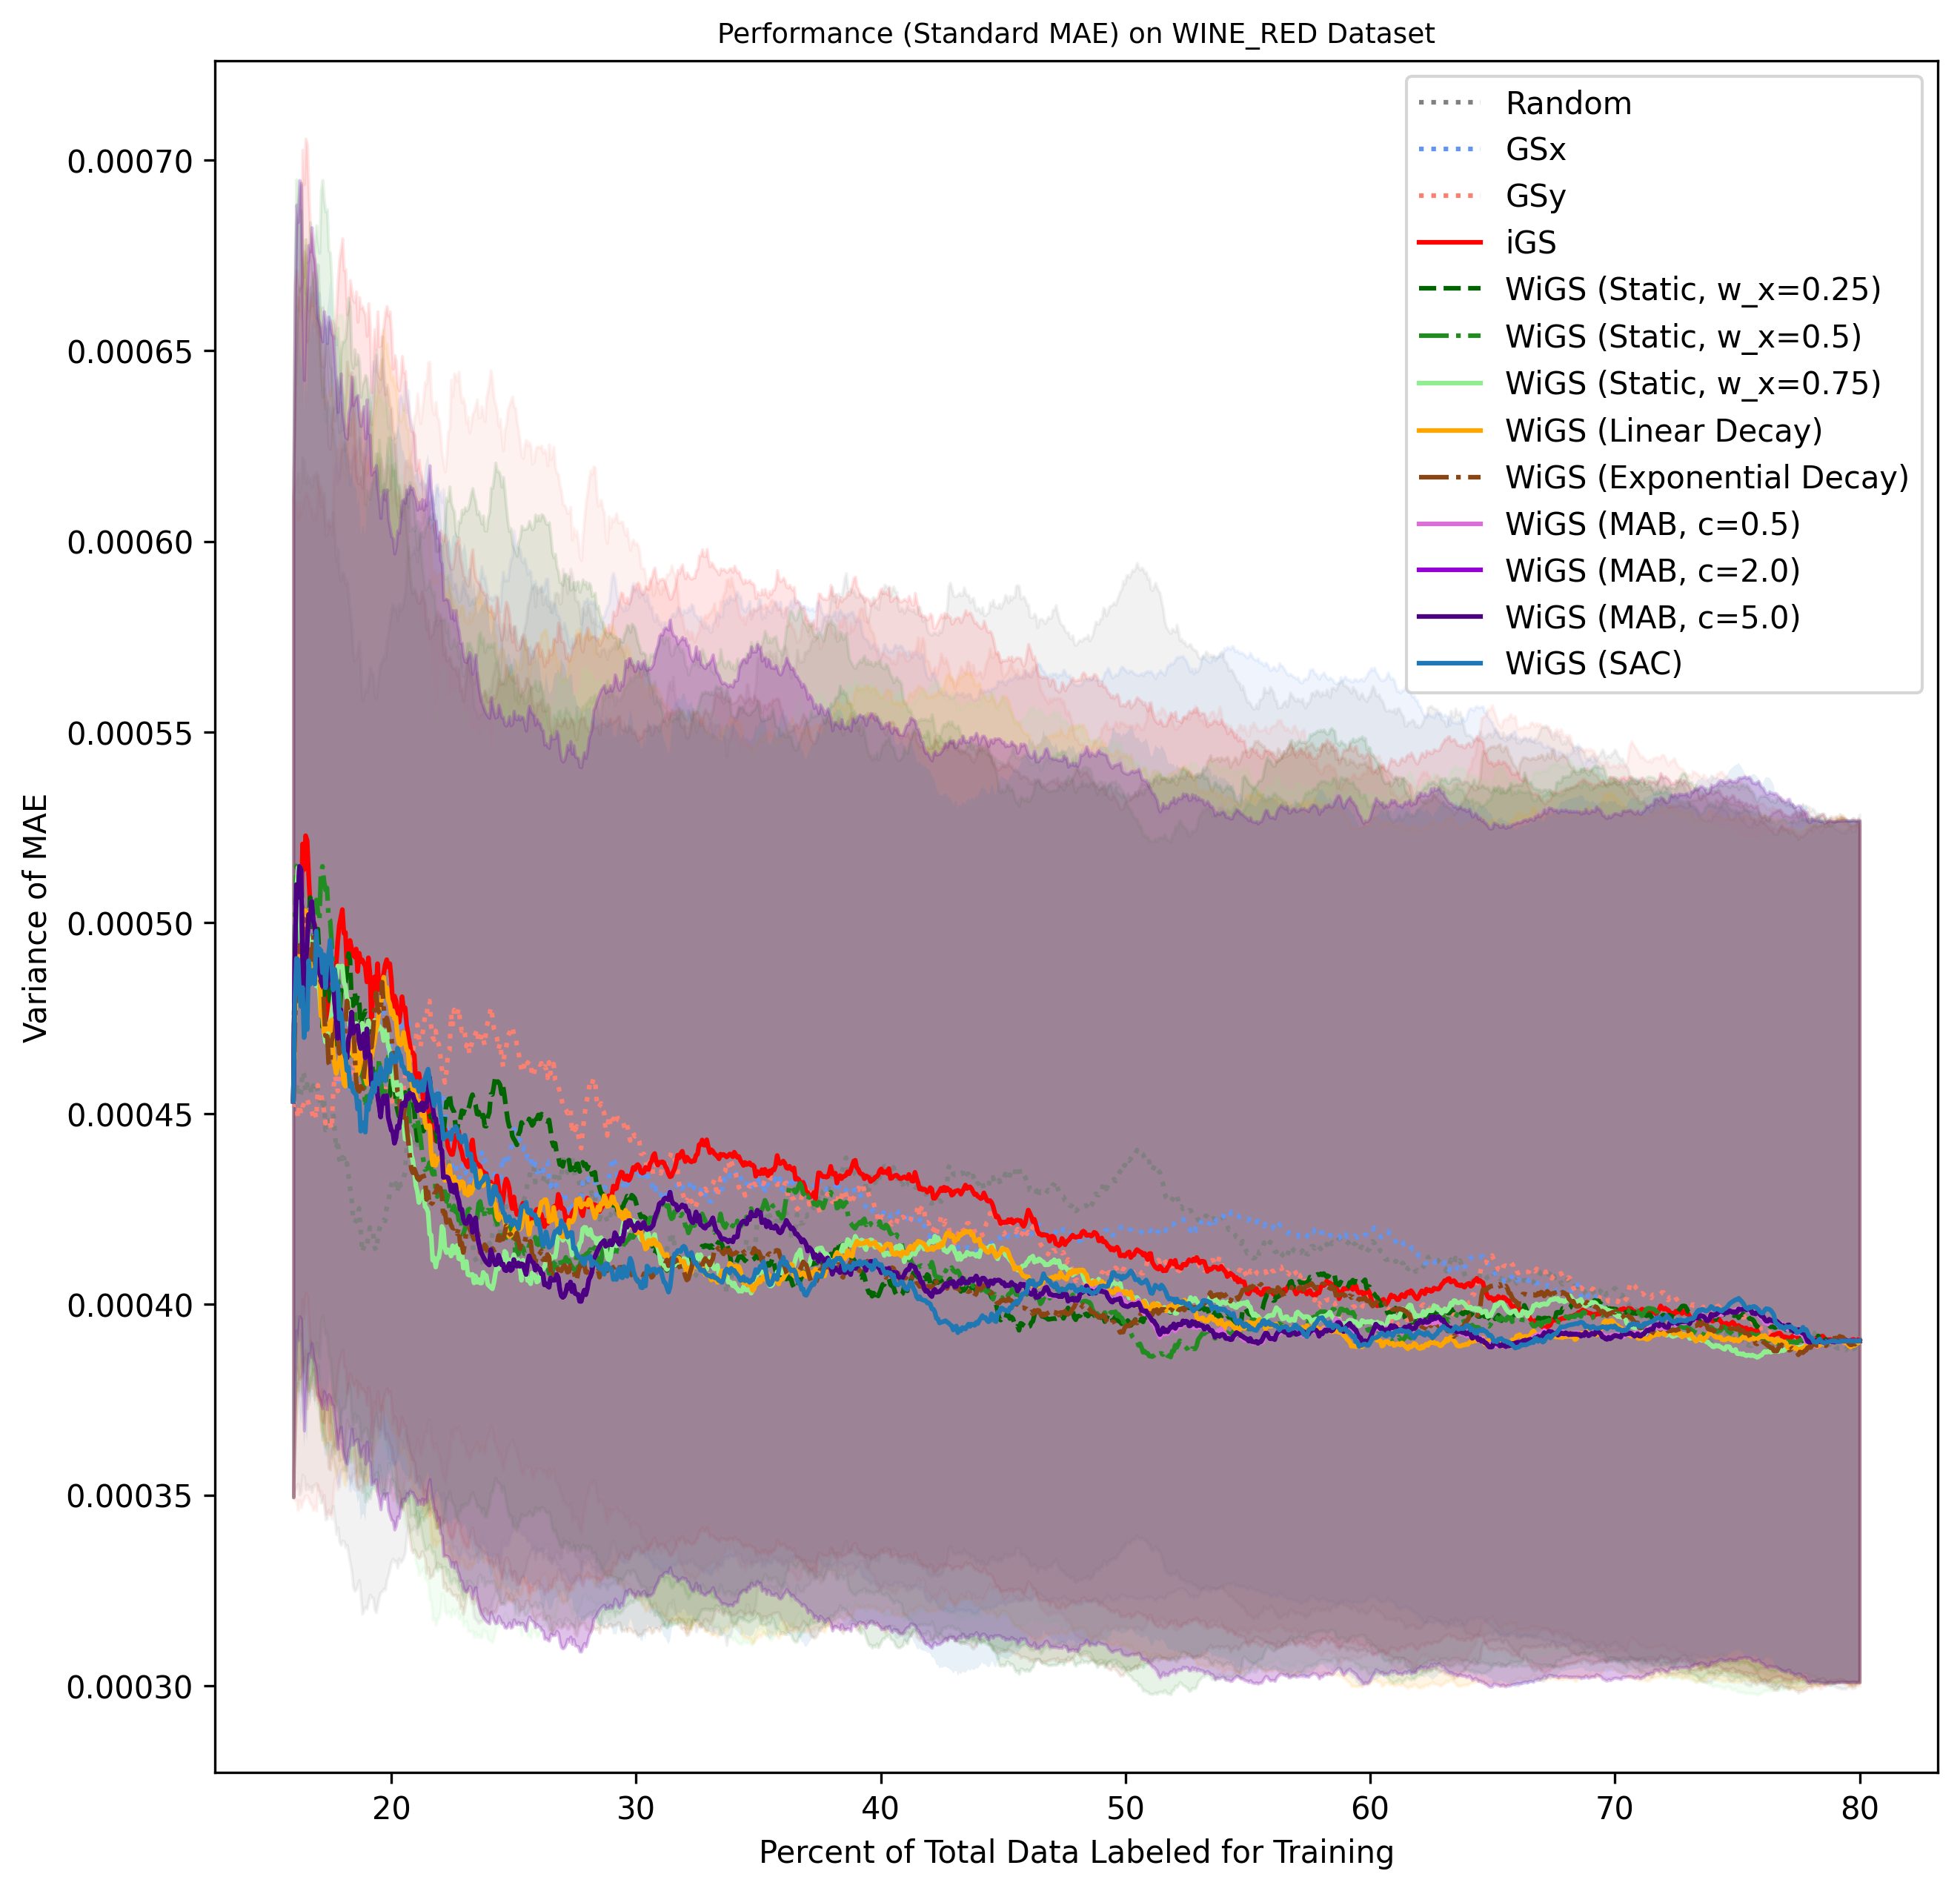 Performance (Standard MAE) on WINE_RED Dataset
Random
GSx
GSy
iGS
WiGS (Static, w_x=0.25)
WiGS (Static, w_x=0.5)
WiGS (Static, w_x=0.75)
WiGS (Linear Decay)
WiGS (Exponential Decay)
WiGS (MAB, c=0.5)
WiGS (MAB, c=2.0)
WiGS (MAB, c=5.0)
WiGS (SAC)
Variance of MAE
0.00070
0.00065
0.00060
0.00055
0.00050
0.00045
0.00040
0.00035
0.00030
20 30 40 50 60 70 80
Percent of Total Data Labeled for Training